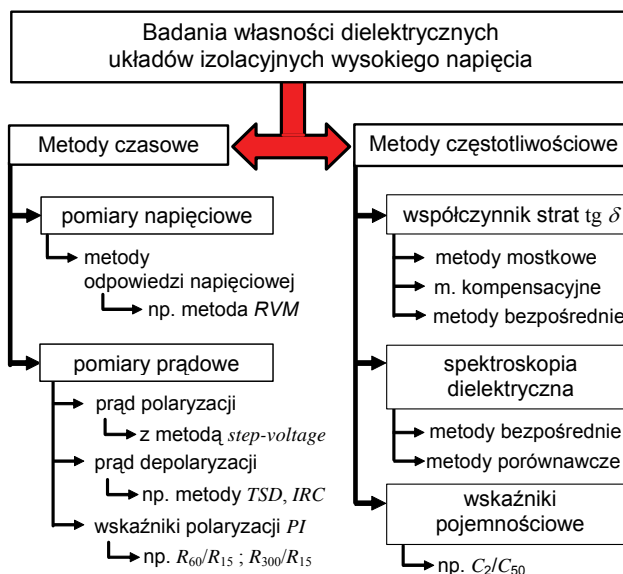 Badania własności dielektrycznych
układów izolacyjnych wysokiego napięcia
Metody czasowe
pomiary napięciowe
metody
odpowiedzi napięciowej
np. metoda RVM
pomiary prądowe
prąd polaryzacji
z metodą step-voltage
prąd depolaryzacji
np. metody TSD, IRC
wskaźniki polaryzacji PI
np. R60/R15 ; R300/R15
Metody częstotliwościowe
współczynnik strat tg δ
metody mostkowe
m. kompensacyjne
metody bezpośrednie
spektroskopia
dielektryczna
metody bezpośrednie
metody porównawcze
wskaźniki
pojemnościowe
np. C2/C50